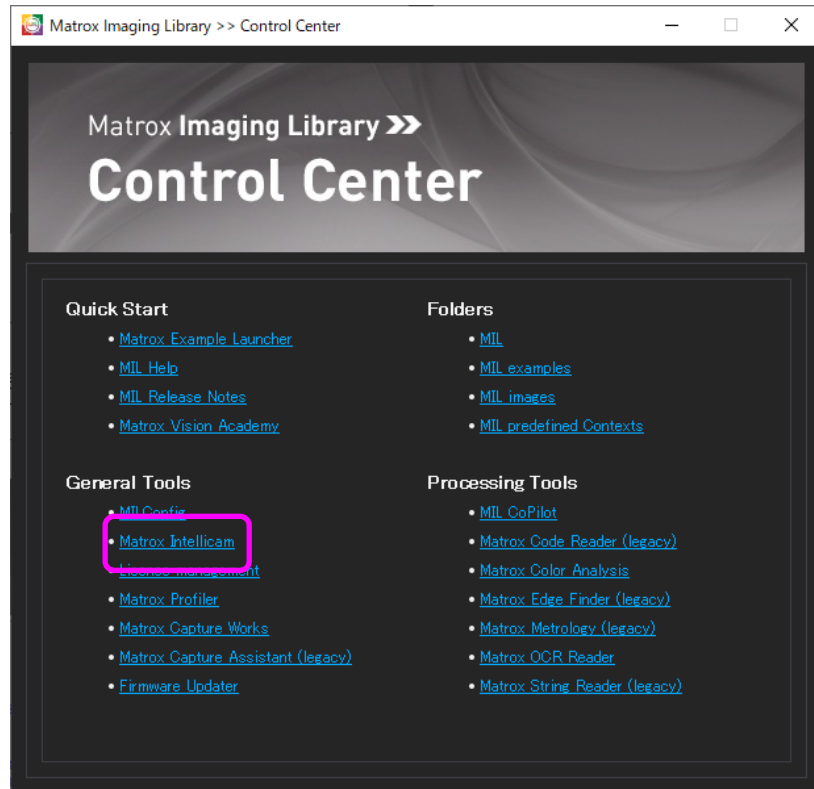 Matrox Imaging Library >> Control Center
Matrox Imaging Library >>
Control Center
Quick Start
• Matrox Example Launcher
• MIL Help
• MIL Release Notes
• Matrox Vision Academy
Folders
• MIL
• MIL examples
• MIL images
• MIL predefined Contexts
General Tools
• MILConfig
• Matrox Intellicam
• License Management
• Matrox Profiler
• Matrox Capture Works
• Matrox Capture Assistant (legacy)
• Firmware Updater
Processing Tools
• MIL CoPilot
• Matrox Code Reader (legacy)
• Matrox Color Analysis
• Matrox Edge Finder (legacy)
• Matrox Metrology (legacy)
• Matrox OCR Reader
• Matrox String Reader (legacy)